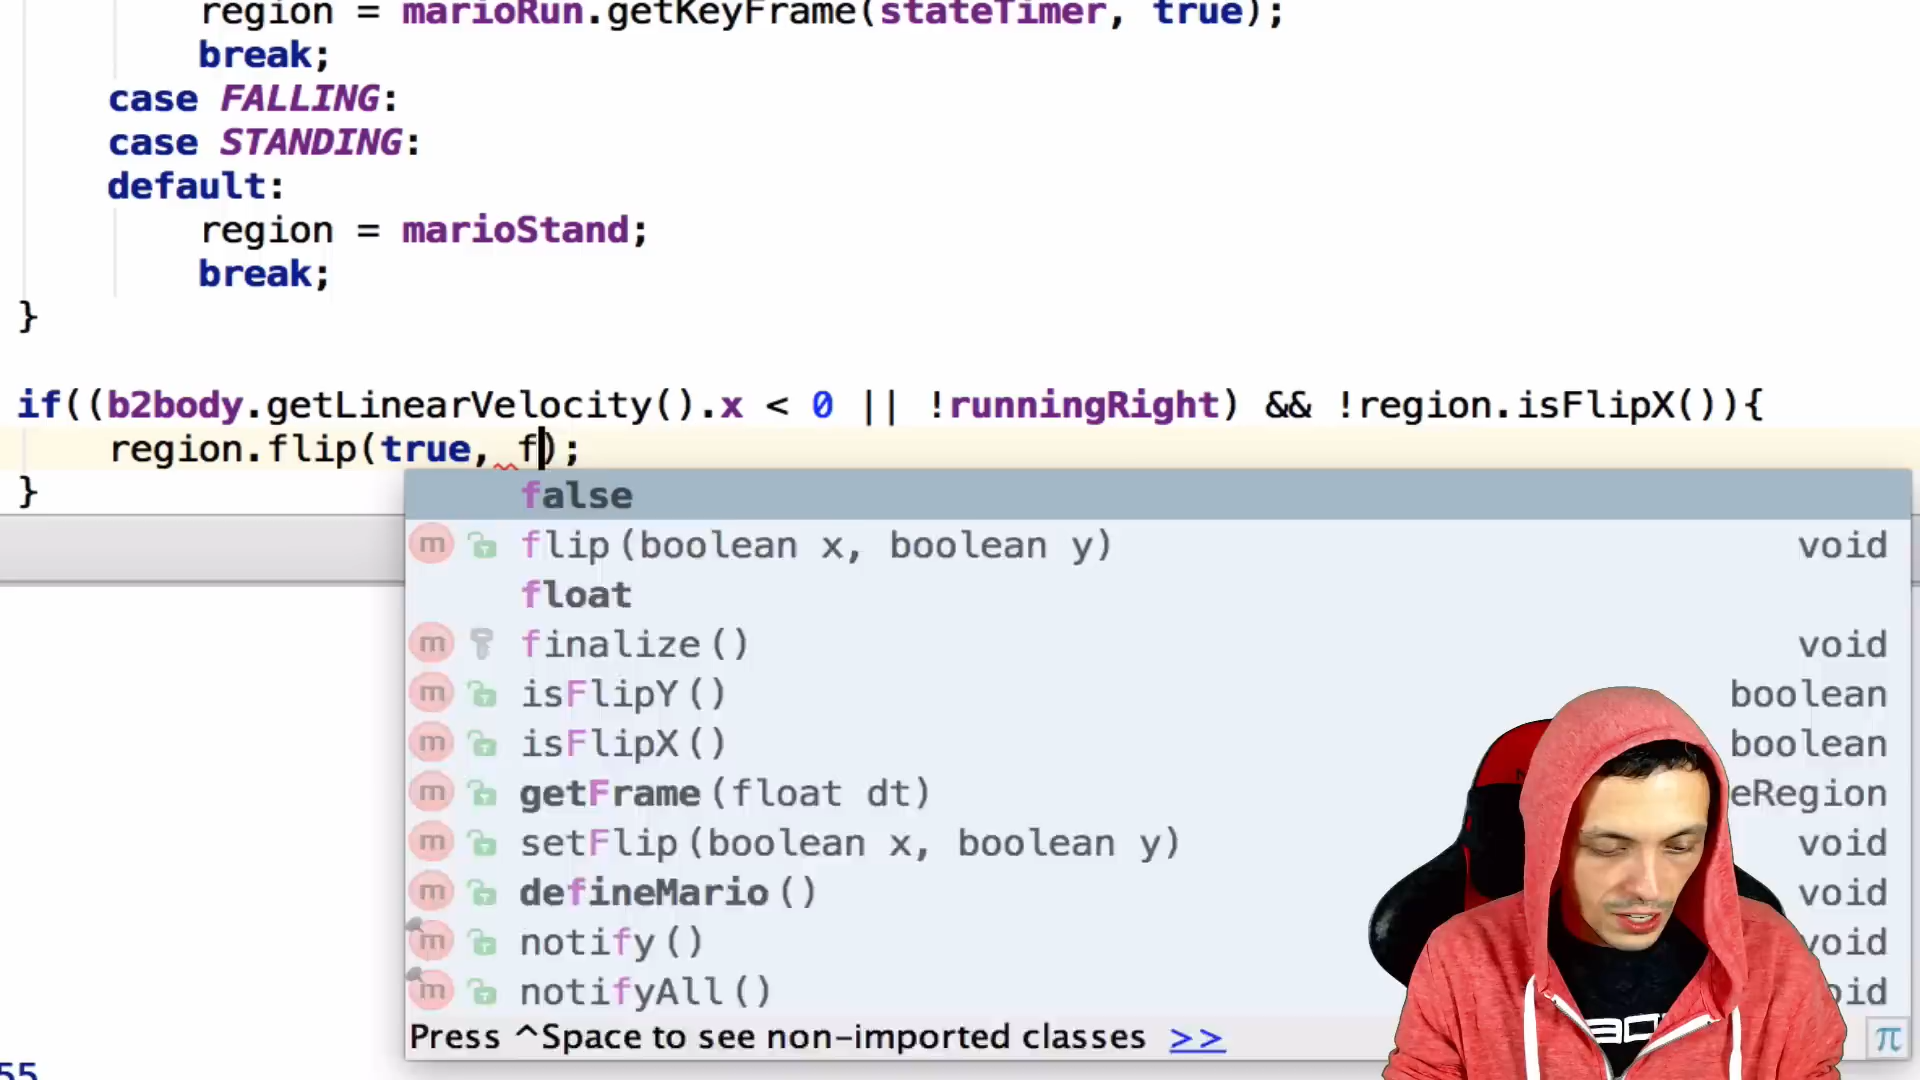 region = marioRun.getKeyFrame(stateTimer, true);
break;
case FALLING:
case STANDING:
default:
region = marioStand;
break;
}
if((b2body.getLinearVelocity().x < 0 || !runningRight) && !region.isFlipX()){
region.flip(true, f);
}
false
m flip(boolean x, boolean y) void
float
m finalize() void
m isFlipY() boolean
m isFlipX() boolean
m getFrame(float dt) eRegion
m setFlip(boolean x, boolean y) void
m defineMario() void
m notify() void
m notifyAll() oid
Press ^Space to see non-imported classes >> π
55